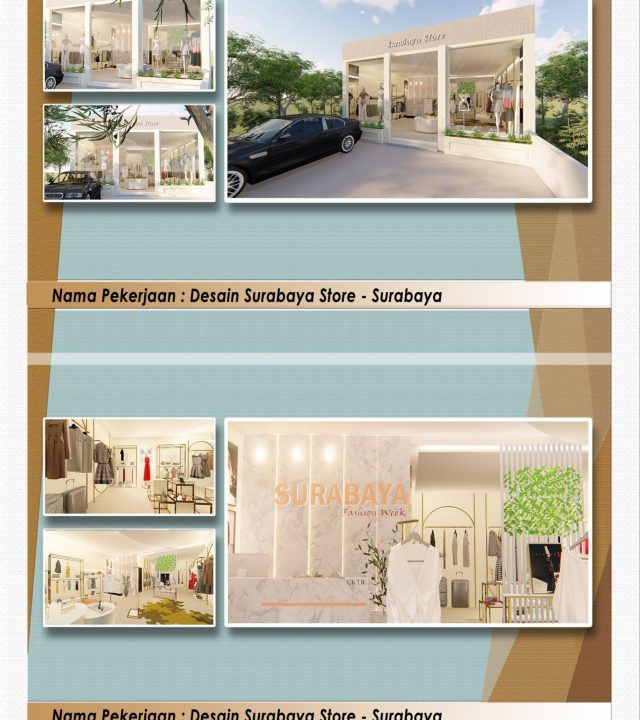 Surabaya Store
Nama Pekerjaan : Desain Surabaya Store - Surabaya
SURABAYA
Fashion Week
Nama Pekerjaan : Desain Surabaya Store - Surabaya